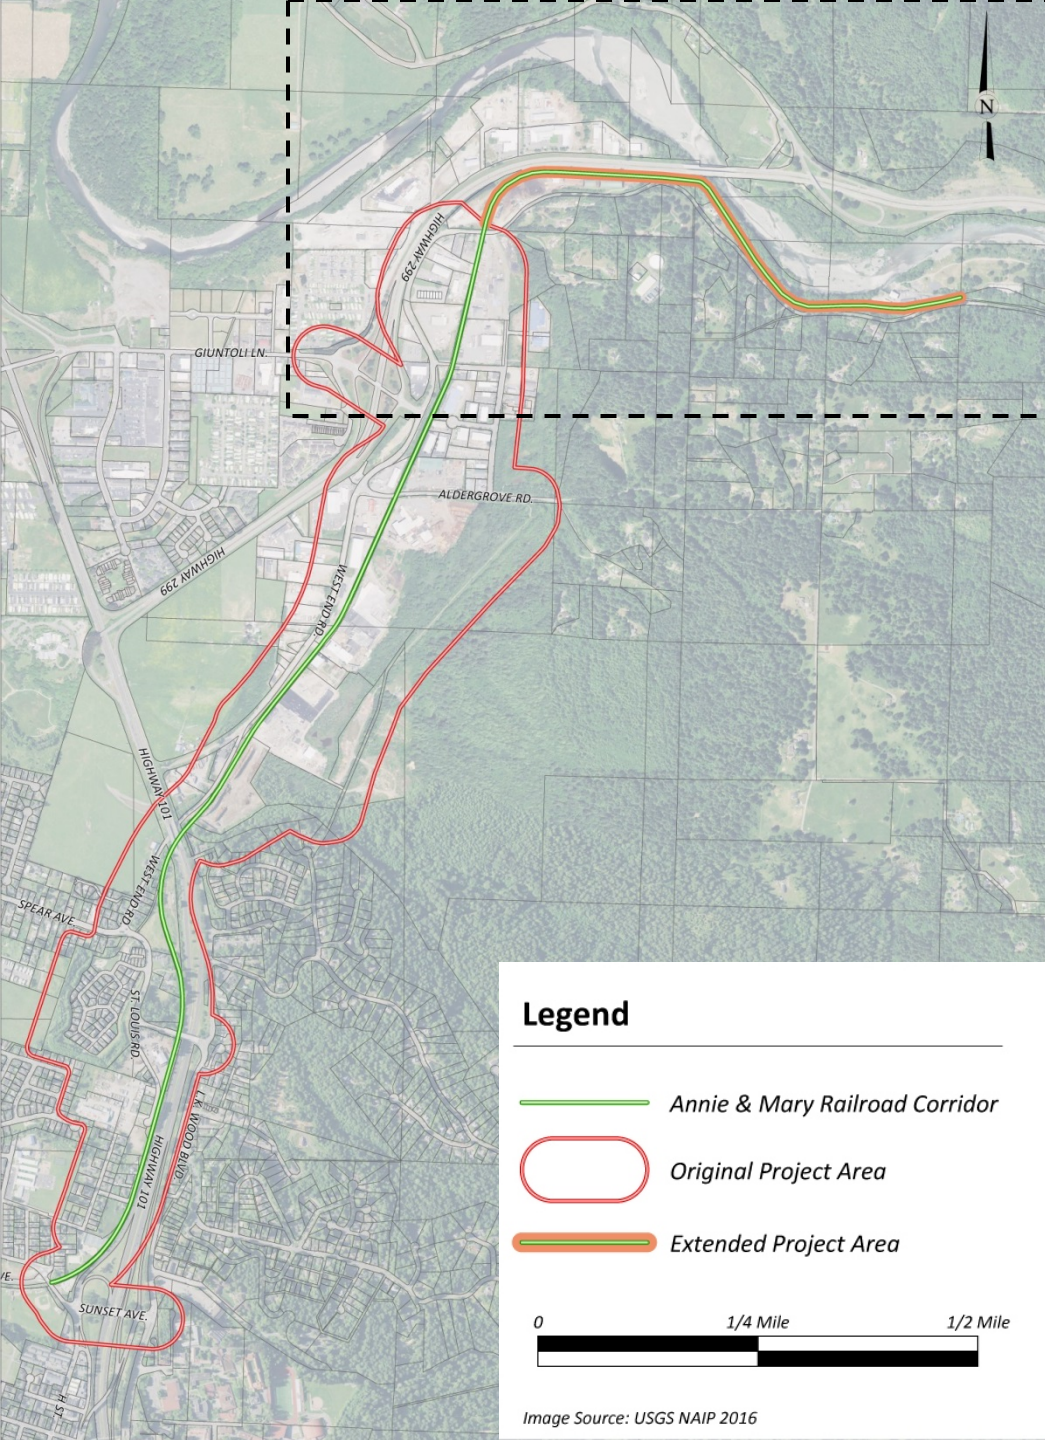 N
HIGHWAY 299
GIUNTOLI LN.
ALDERGROVE RD.
HIGHWAY 299
WEST END RD.
HIGHWAY 101
WEST END RD.
SPEAR AVE.
ST. LOUIS RD.
L.K. WOOD BLVD.
HIGHWAY 101
VE.
SUNSET AVE.
H ST.
Legend
Annie & Mary Railroad Corridor
Original Project Area
Extended Project Area
0 1/4 Mile 1/2 Mile
Image Source: USGS NAIP 2016